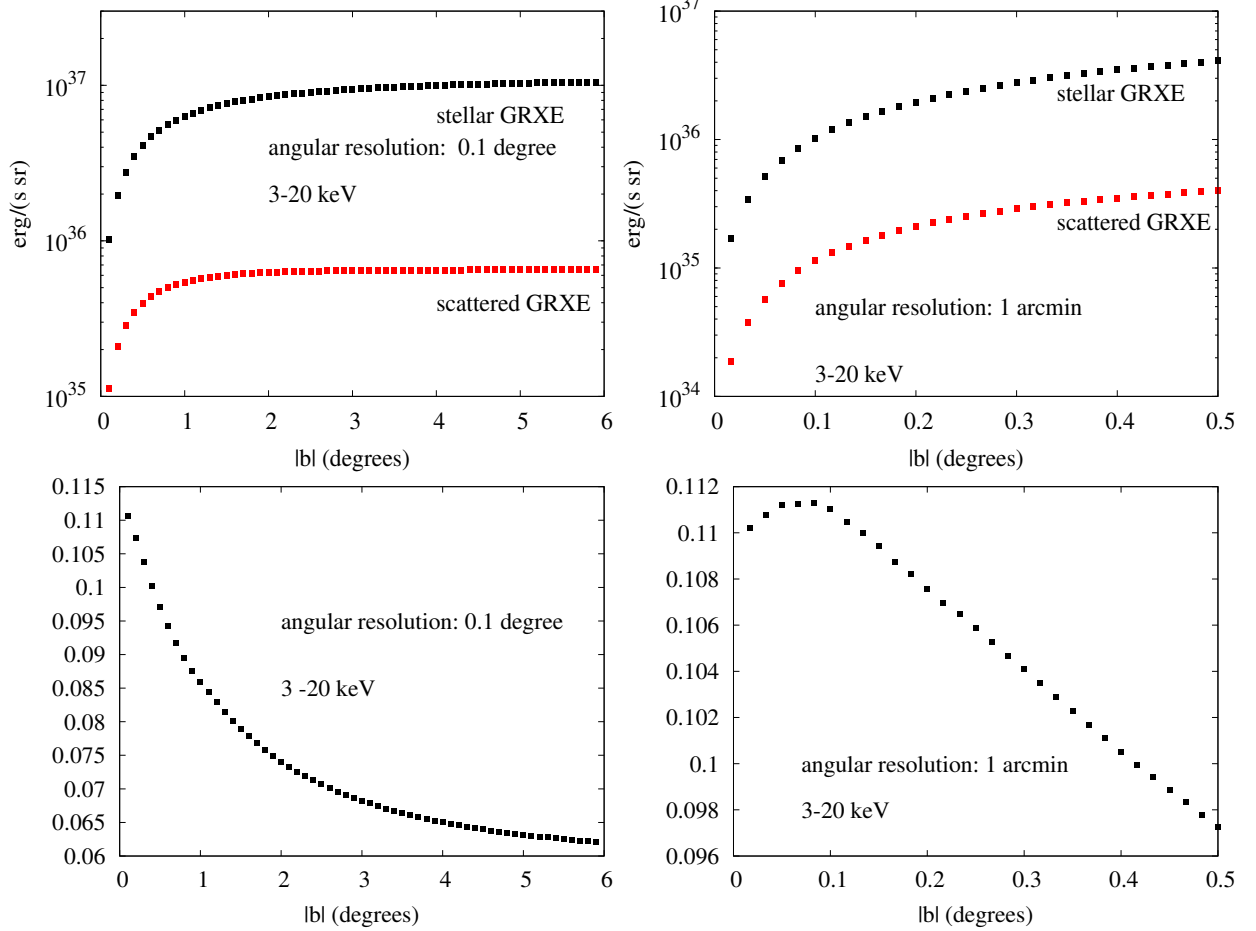 10^37
10^36
10^35
erg/(s sr)
stellar GRXE
angular resolution: 0.1 degree
3-20 keV
scattered GRXE
0 1 2 3 4 5 6
|b| (degrees)
10^37
10^36
10^35
10^34
erg/(s sr)
stellar GRXE
scattered GRXE
angular resolution: 1 arcmin
3-20 keV
0 0.1 0.2 0.3 0.4 0.5
|b| (degrees)
0.115
0.11
0.105
0.1
0.095
0.09
0.085
0.08
0.075
0.07
0.065
0.06
angular resolution: 0.1 degree
3 -20 keV
0 1 2 3 4 5 6
|b| (degrees)
0.112
0.11
0.108
0.106
0.104
0.102
0.1
0.098
0.096
angular resolution: 1 arcmin
3-20 keV
0 0.1 0.2 0.3 0.4 0.5
|b| (degrees)